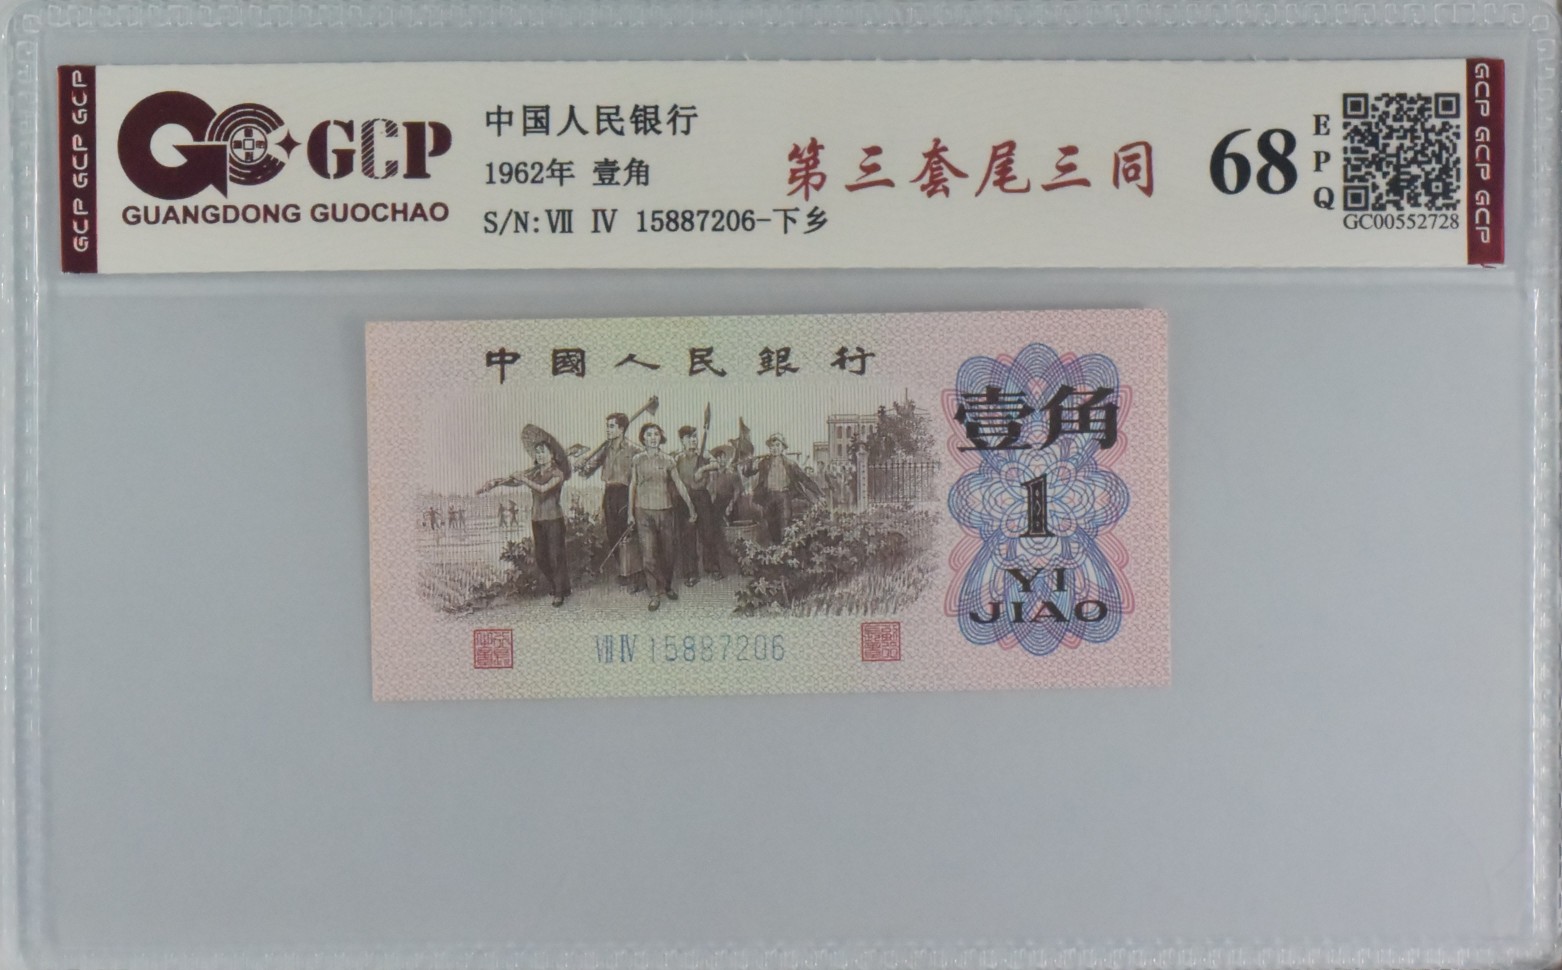 GCP GCP GCP
GCP
GUANGDONG GUOCHAO
中国人民银行
1962年 壹角
S/N:Ⅶ Ⅳ 15887206-下乡
第三套尾三同
68
EPQ
GC00552728
GCP GCP GCP
中國人民銀行
壹角
1
YI
JIAO
ⅦⅣ 15887206